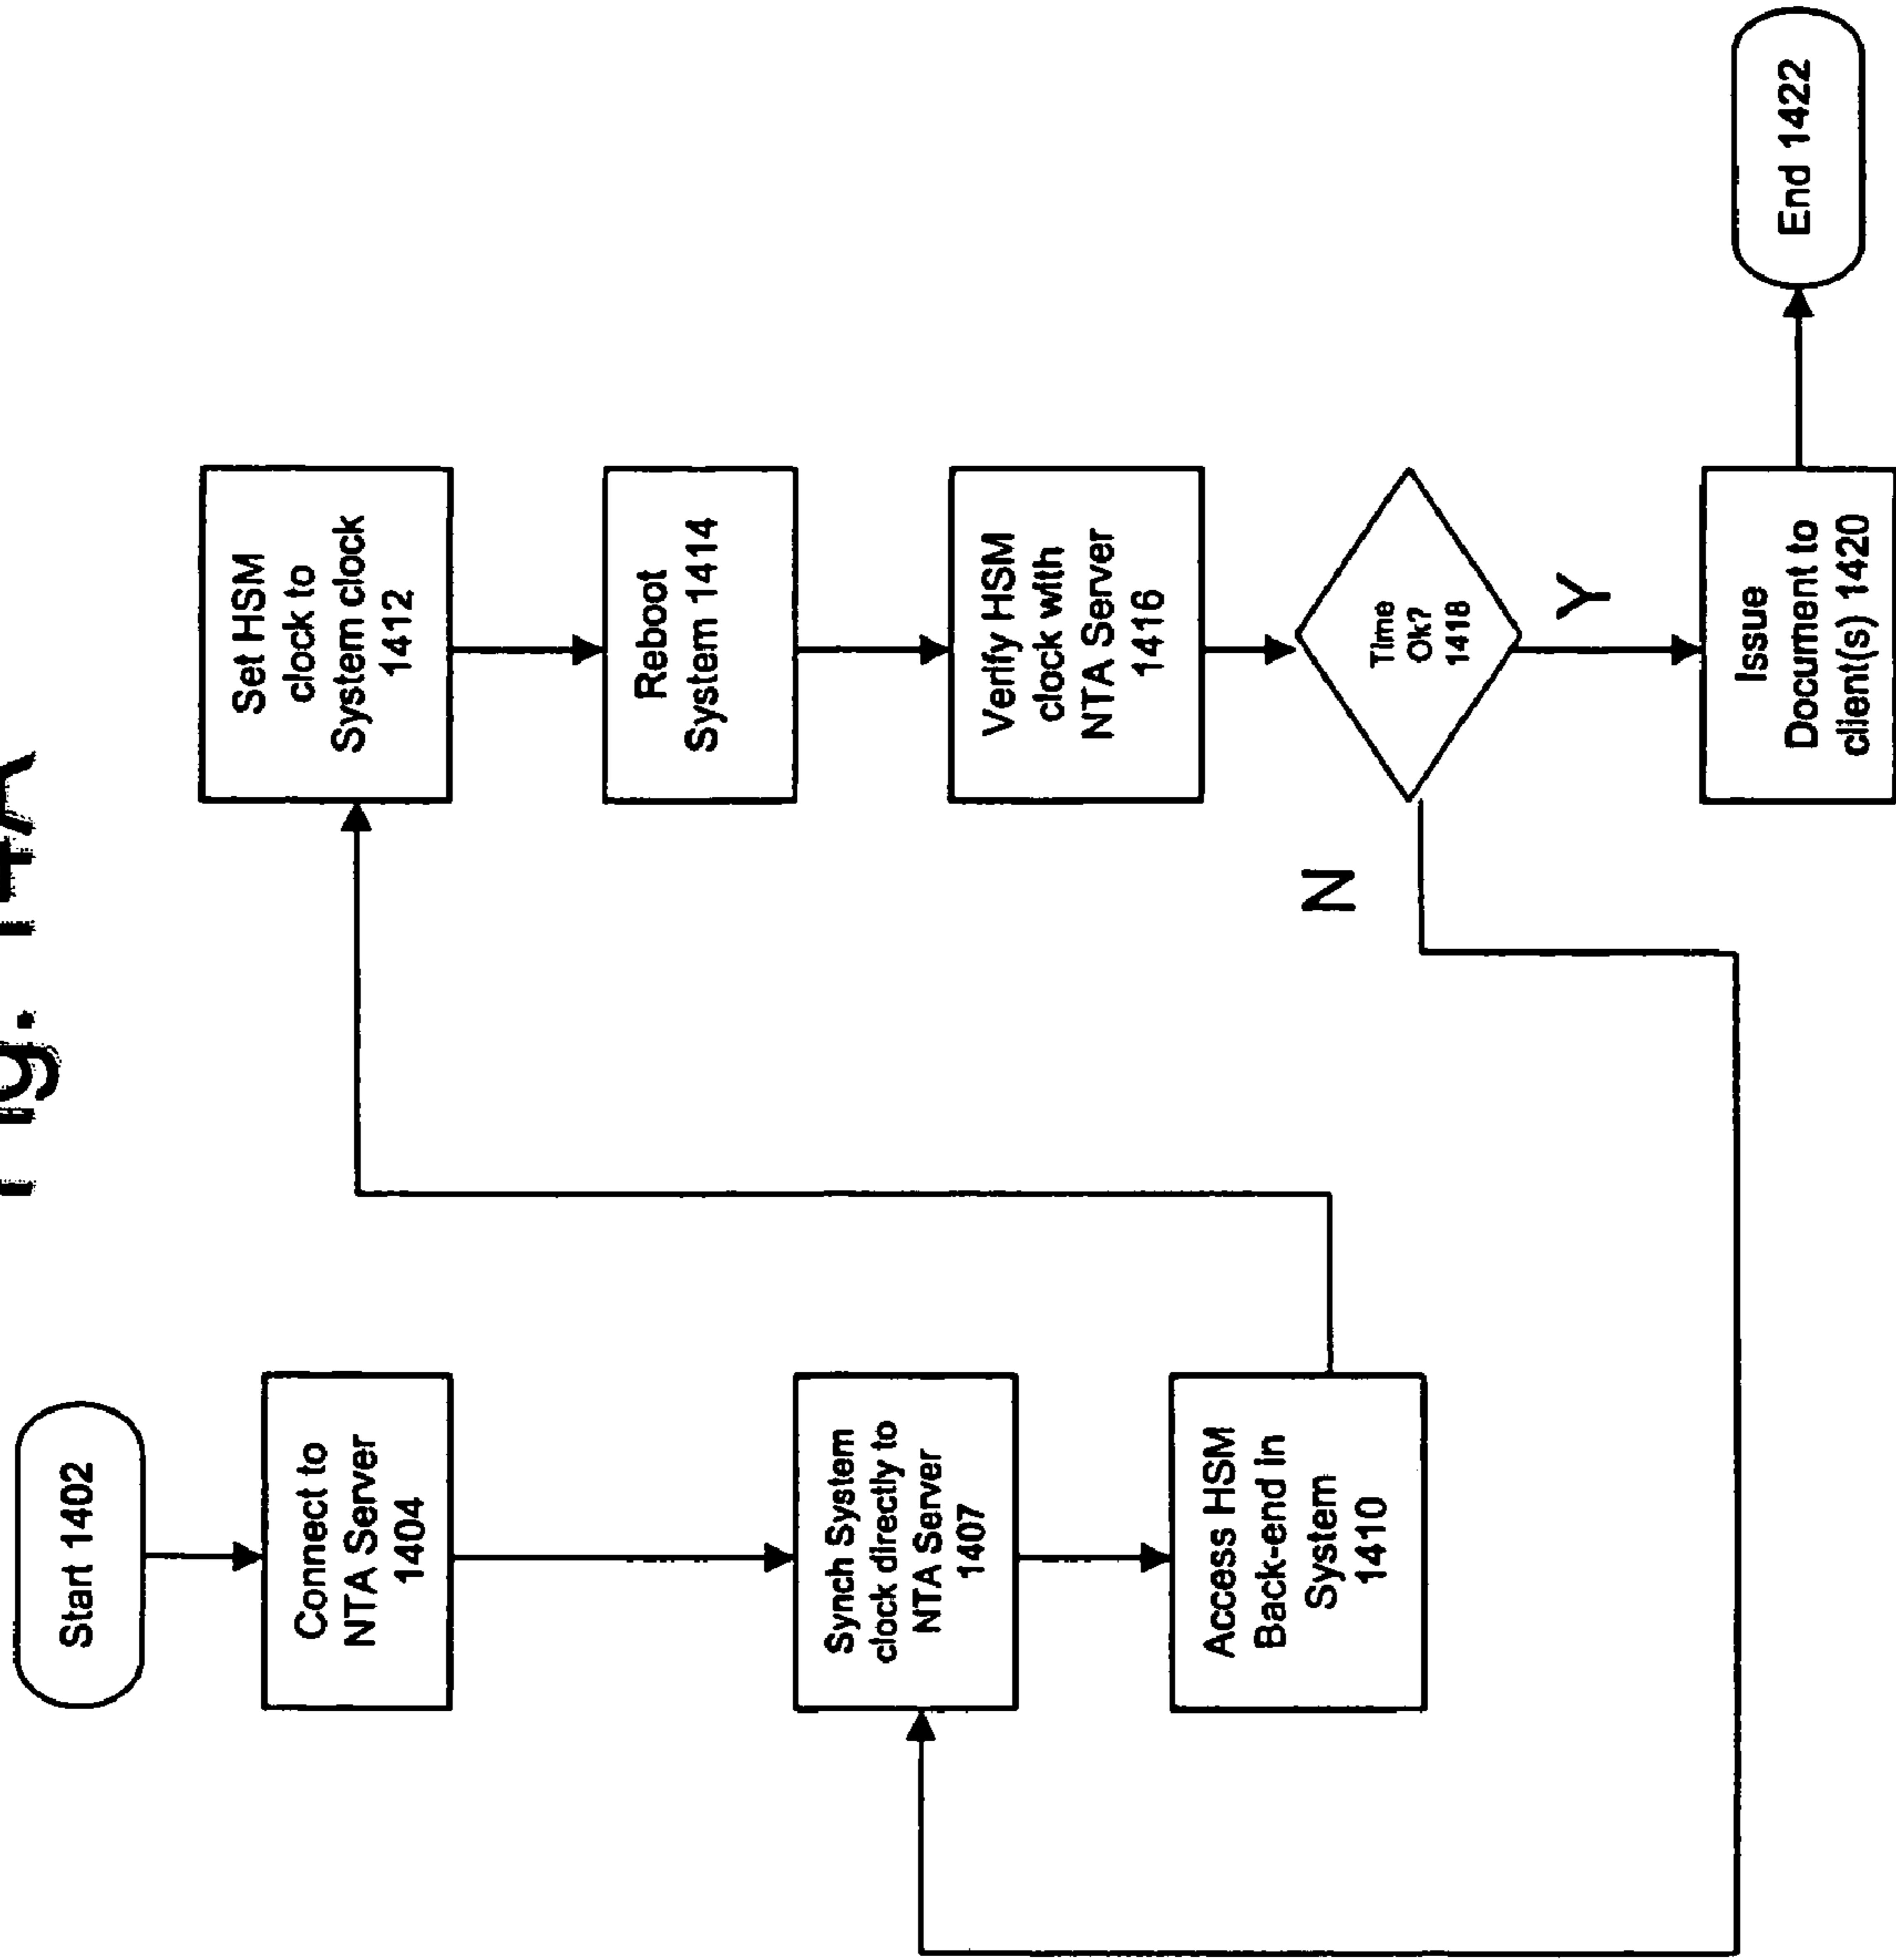 Start 1402
Connect to
NTA Server
1404
Synch System
clock directly to
NTA Server
1407
Access HSM
Back-end in
System
1410
Set HSM
clock to
System clock
1412
Reboot
System 1414
Verify HSM
clock with
NTA Server
1416
Time
Ok?
1418
N
Y
Issue
Document to
client(s) 1420
End 1422